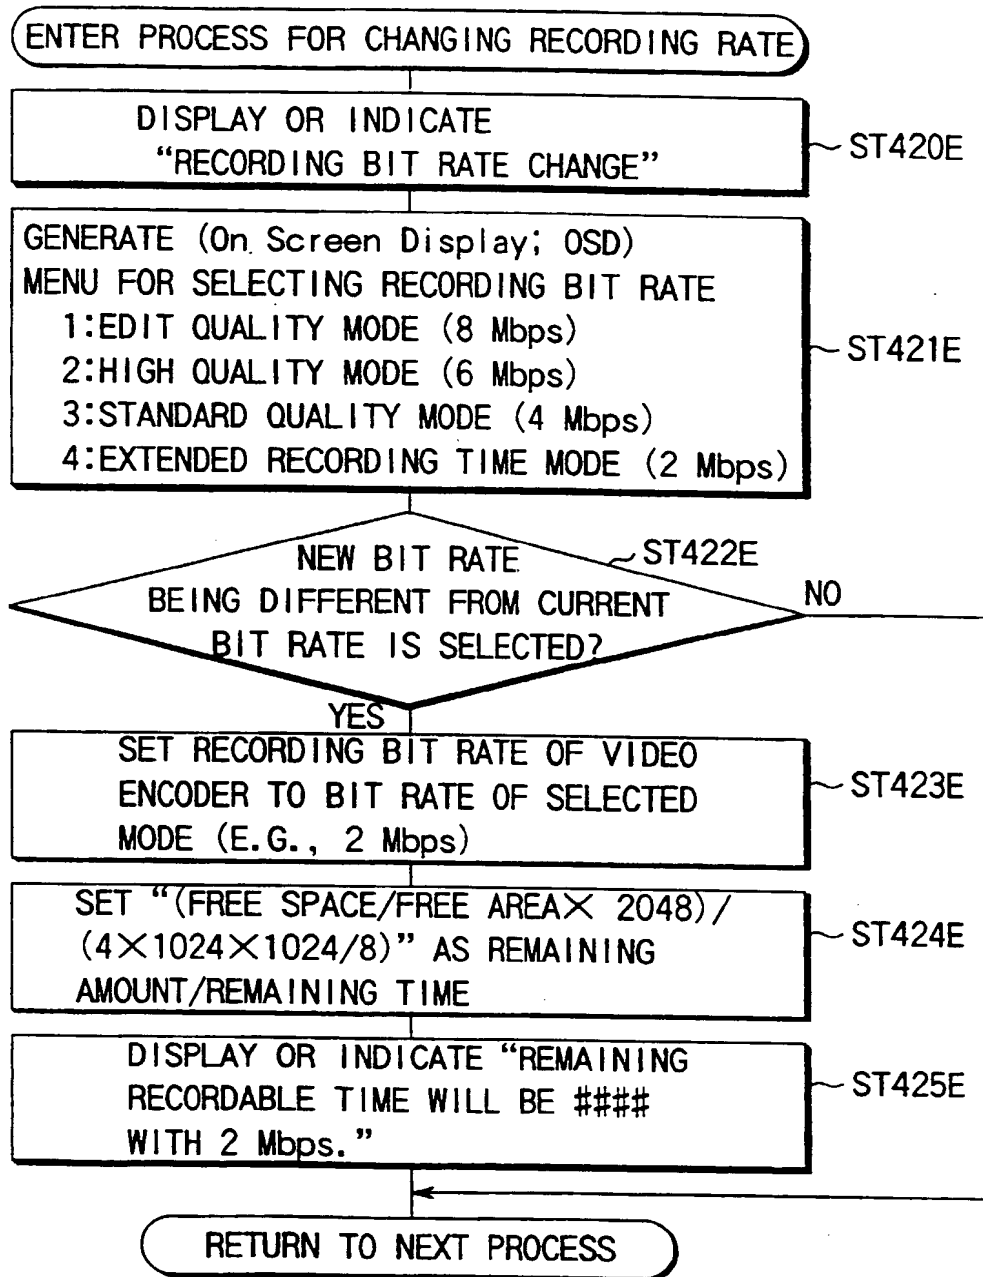 ENTER PROCESS FOR CHANGING RECORDING RATE
DISPLAY OR INDICATE
“RECORDING BIT RATE CHANGE”
ST420E
GENERATE (On Screen Display; OSD)
MENU FOR SELECTING RECORDING BIT RATE
1:EDIT QUALITY MODE (8 Mbps)
2:HIGH QUALITY MODE (6 Mbps)
3:STANDARD QUALITY MODE (4 Mbps)
4:EXTENDED RECORDING TIME MODE (2 Mbps)
ST421E
NEW BIT RATE
BEING DIFFERENT FROM CURRENT
BIT RATE IS SELECTED?
ST422E
NO
YES
SET RECORDING BIT RATE OF VIDEO
ENCODER TO BIT RATE OF SELECTED
MODE (E.G., 2 Mbps)
ST423E
SET “(FREE SPACE/FREE AREA× 2048)/
(4×1024×1024/8)” AS REMAINING
AMOUNT/REMAINING TIME
ST424E
DISPLAY OR INDICATE “REMAINING
RECORDABLE TIME WILL BE ####
WITH 2 Mbps.”
ST425E
RETURN TO NEXT PROCESS